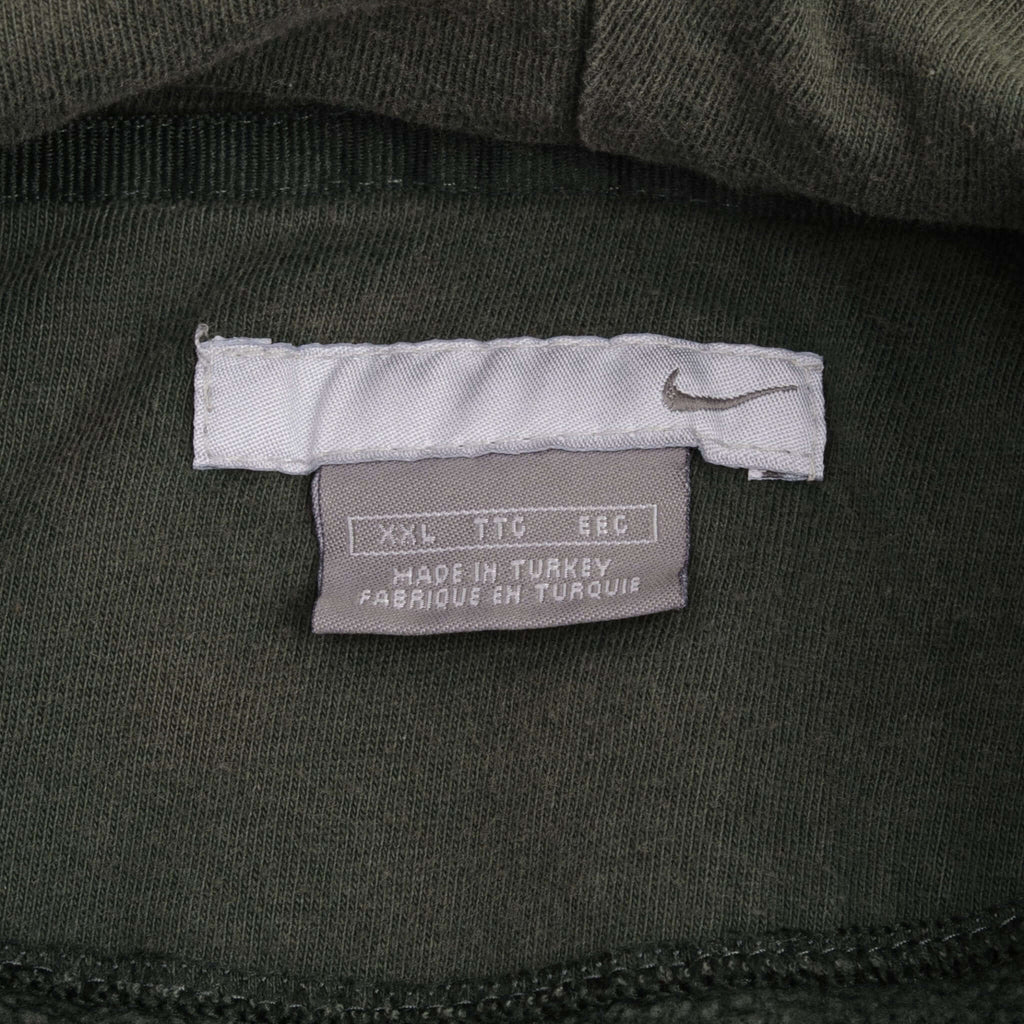 XXL TTG EEG
MADE IN TURKEY
FABRIQUE EN TURQUIE